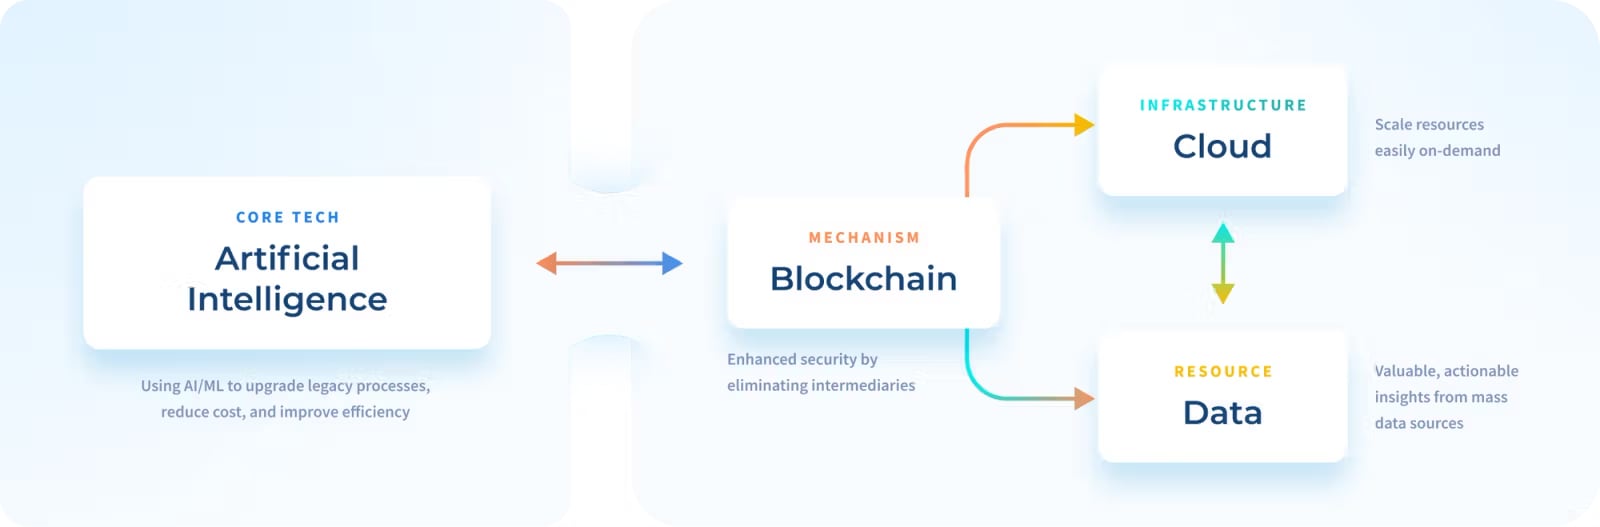 CORE TECH
Artificial
Intelligence
Using AI/ML to upgrade legacy processes,
reduce cost, and improve efficiency
MECHANISM
Blockchain
Enhanced security by
eliminating intermediaries
INFRASTRUCTURE
Cloud
Scale resources
easily on-demand
RESOURCE
Data
Valuable, actionable
insights from mass
data sources